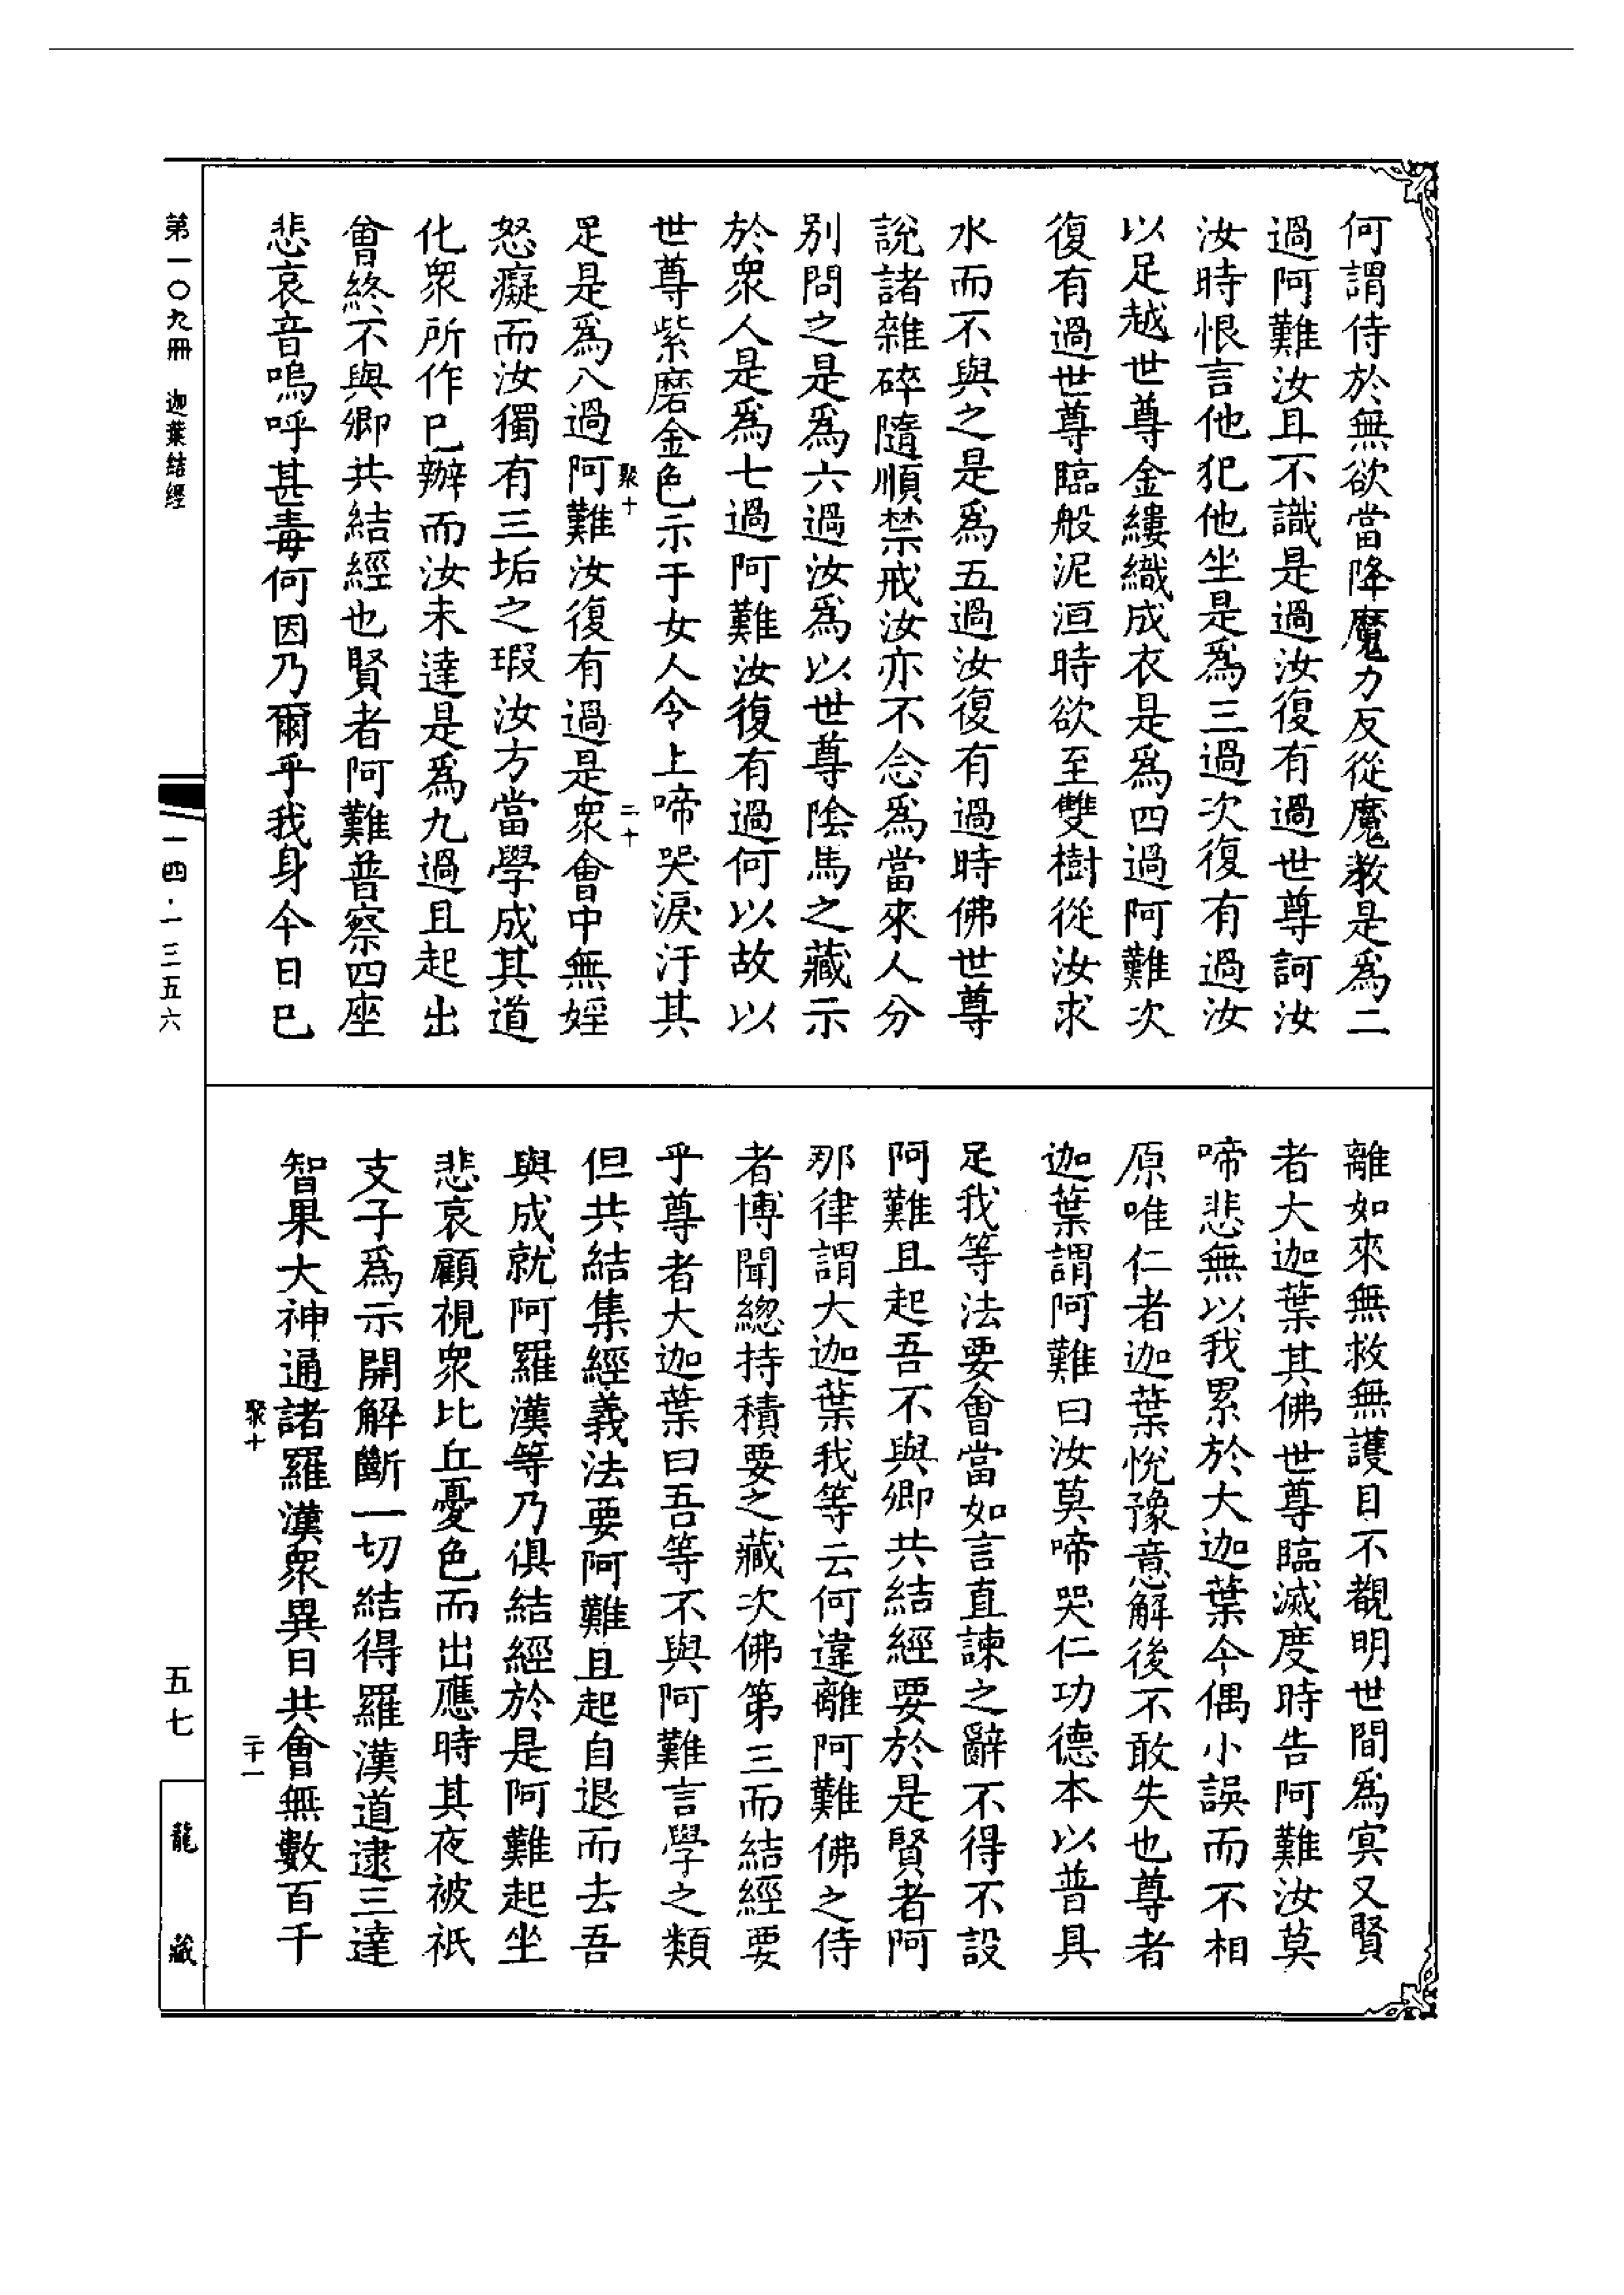 何謂侍於無欲當降魔力反從魔教是爲二
過阿難汝且不識是過汝復有過世尊訶汝
汝時恨言他犯他坐是爲三過次復有過汝
以足越世尊金縷織成衣是爲四過阿難次
復有過世尊臨般泥洹時欲至雙樹從汝求
水而不與之是爲五過汝復有過時佛世尊
說諸雜碎隨順禁戒汝亦不念爲當來人分
別問之是爲六過汝爲以世尊陰馬之藏示
於衆人是爲七過阿難汝復有過何以故以
世尊紫磨金色示于女人令上啼哭淚汙其
聚十
二十
足是爲八過阿難汝復有過是衆會中無婬
怒癡而汝獨有三垢之瑕汝方當學成其道
化衆所作已辦而汝未達是爲九過且起出
會終不與卿共結經也賢者阿難普察四座
悲哀音嗚呼甚毒何因乃爾乎我身今日已
離如來無救無護目不覩明世間爲冥又賢
者大迦葉其佛世尊臨滅度時告阿難汝莫
啼悲無以我累於大迦葉今偶小誤而不相
原唯仁者迦葉悅豫意解後不敢失也尊者
迦葉謂阿難曰汝莫啼哭仁功德本以普具
足我等法要會當如言直諫之辭不得不設
阿難且起吾不與卿共結經要於是賢者阿
那律謂大迦葉我等云何違離阿難佛之侍
者博聞總持積要之藏次佛第三而結經要
乎尊者大迦葉曰吾等不與阿難言學之類
但共結集經義法要阿難且起自退而去吾
與成就阿羅漢等乃俱結經於是阿難起坐
悲哀顧視衆比丘憂色而出應時其夜被祇
支子爲示開解斷一切結得羅漢道逮三達
智果大神通諸羅漢衆異日共會無數百千
聚十
二十一
第一〇九冊
迦葉结經
一四·一三五六
五七
龍藏